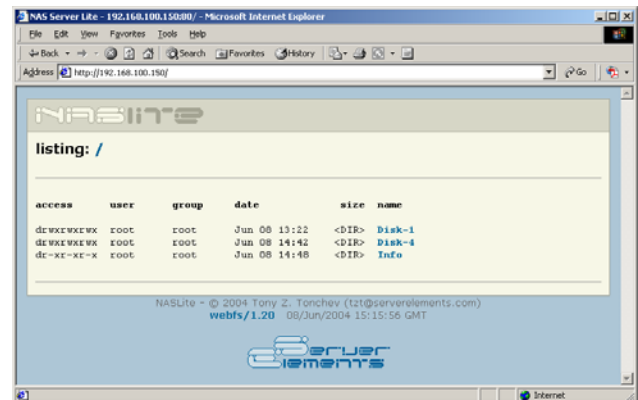 NAS Server Lite - 192.168.100.150:80/ - Microsoft Internet Explorer
File Edit View Favorites Tools Help
Back Search Favorites History
Address http://192.168.100.150/ Go
NASLite
listing: /
access user group date size name
drwxrwxrwx root root Jun 08 13:22 <DIR> Disk-1
drwxrwxrwx root root Jun 08 14:42 <DIR> Disk-4
dr-xr-xr-x root root Jun 08 14:48 <DIR> Info
NASLite - © 2004 Tony Z. Tonchev (tzt@serverelements.com)
webfs/1.20 08/Jun/2004 15:15:56 GMT
Server
Elements
Internet